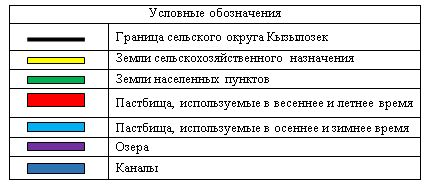 Условные обозначения
Граница сельского округа Кызылозек
Земли сельскохозяйственного назначения
Земли населенных пунктов
Пастбища, используемые в весеннее и летнее время
Пастбища, используемые в осеннее и зимнее время
Озера
Каналы